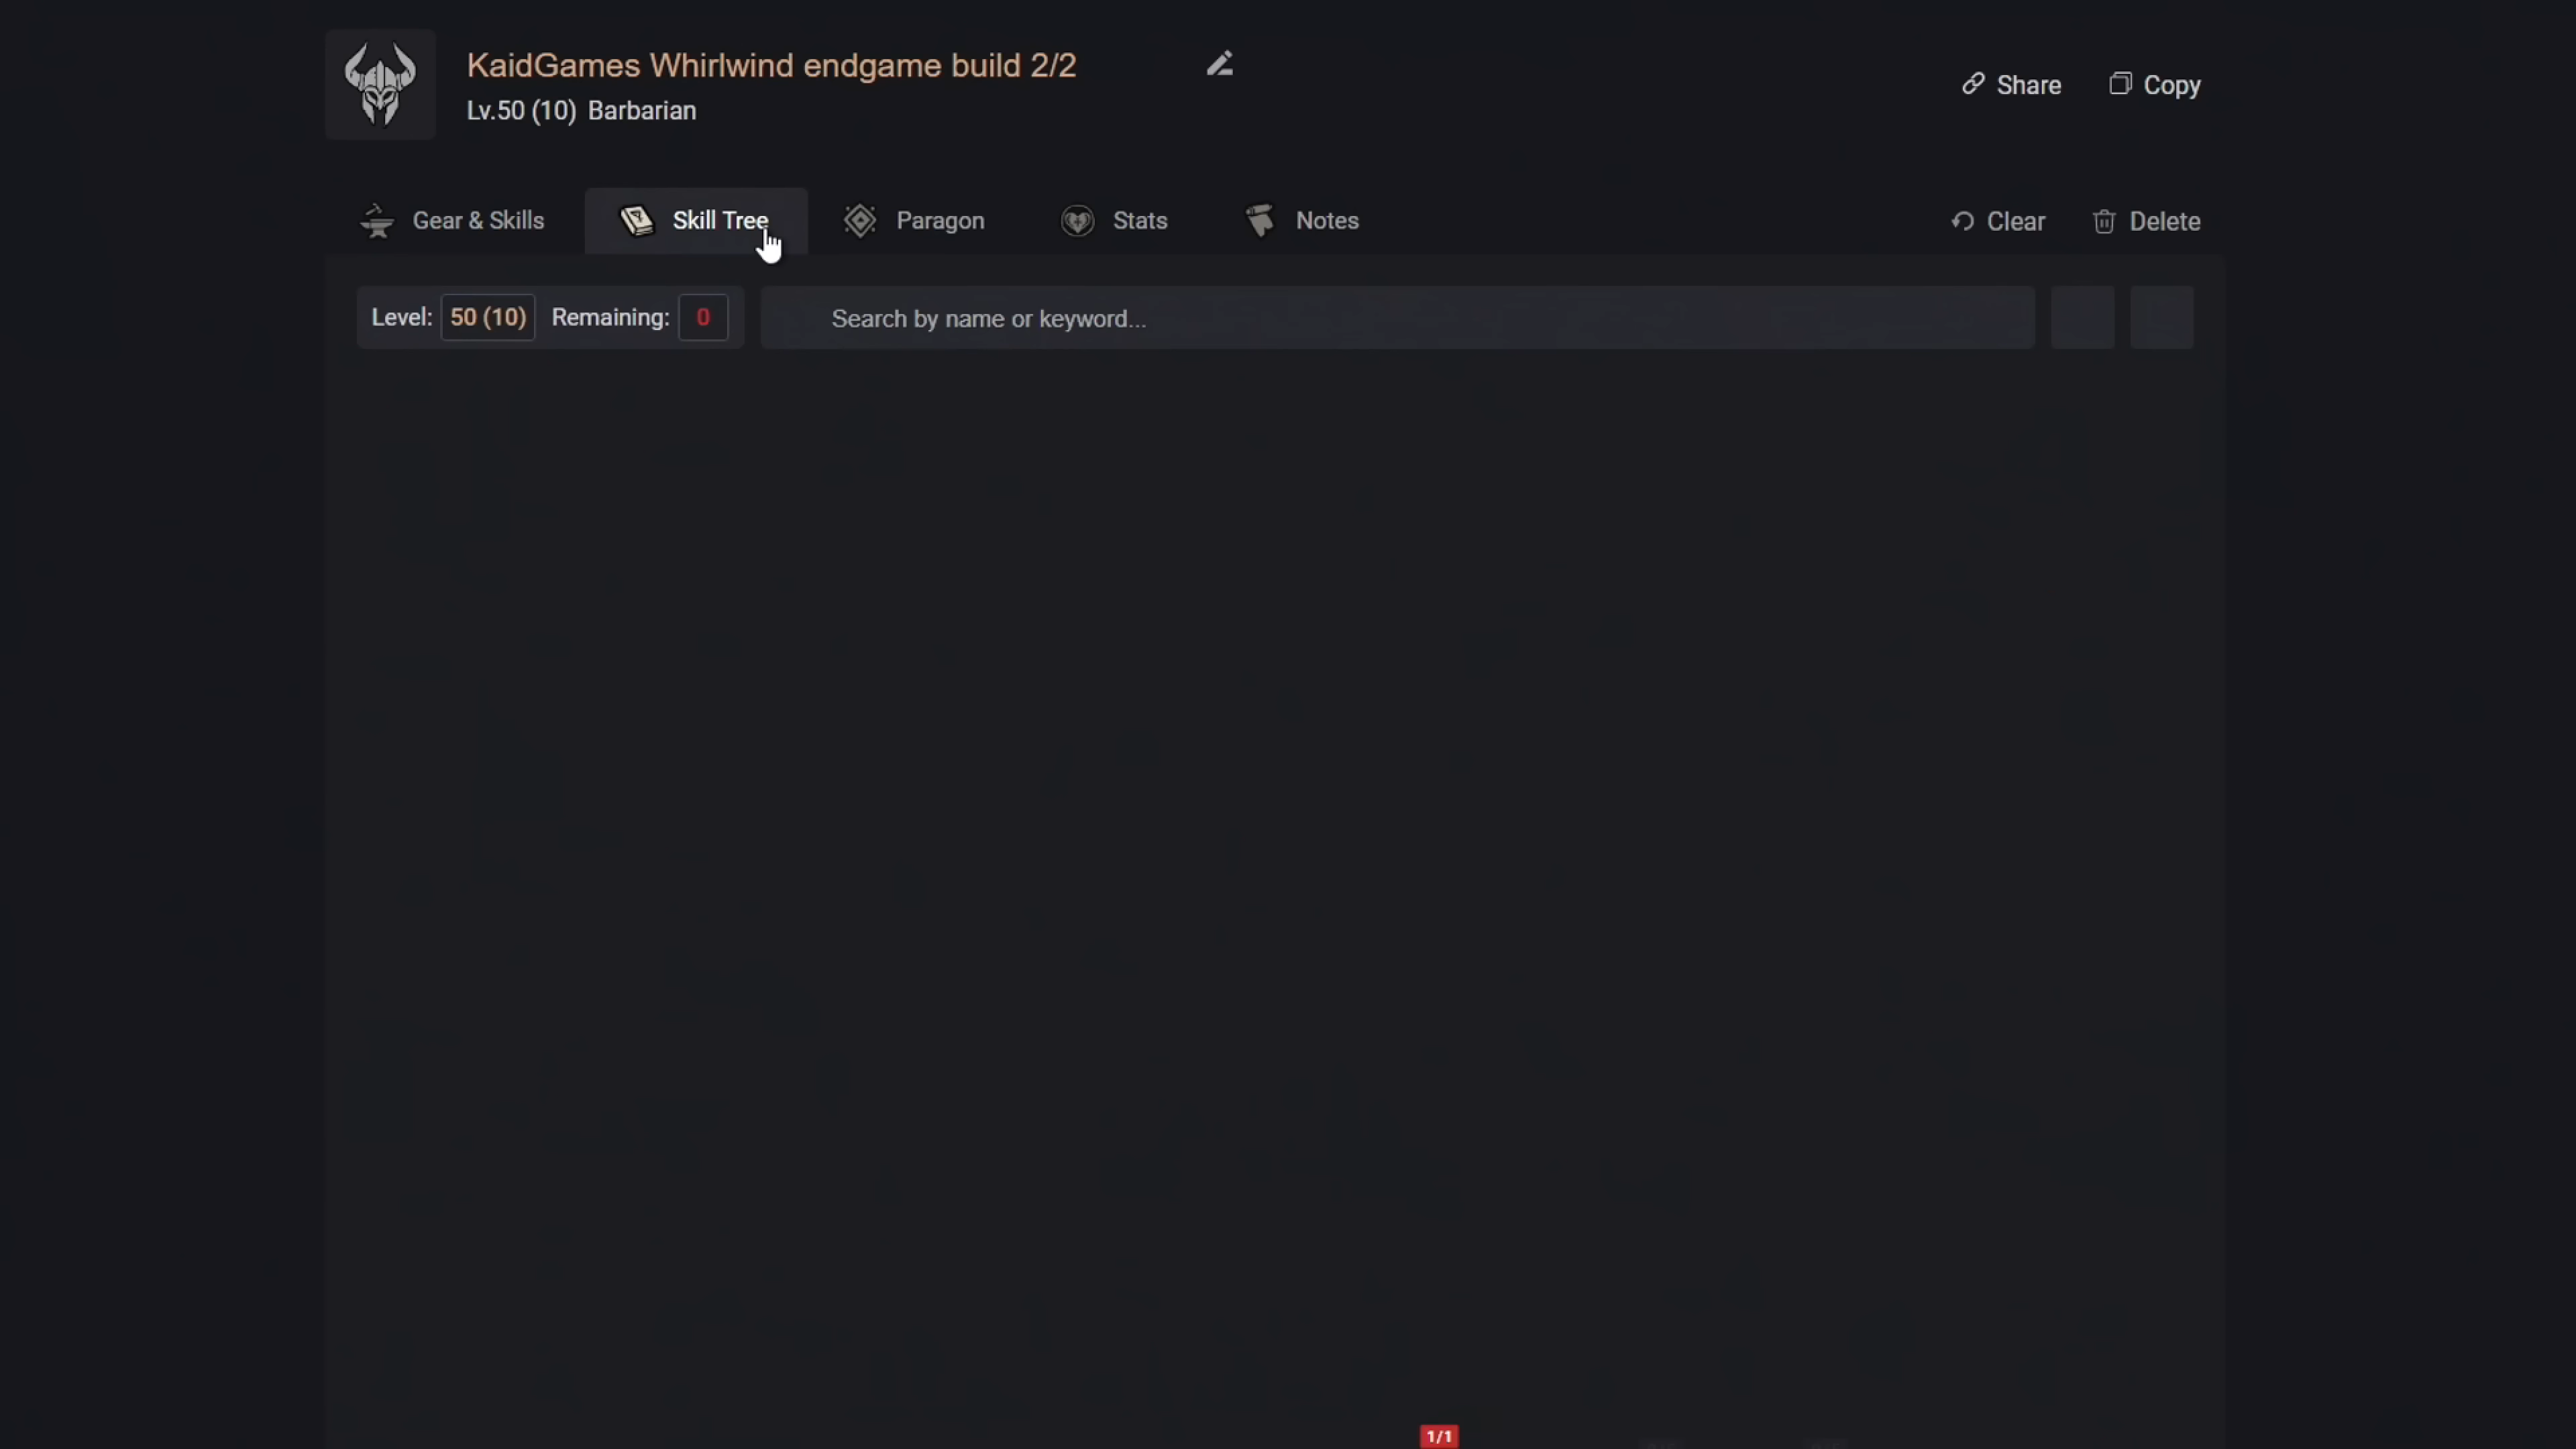 KaidGames Whirlwind endgame build 2/2
Lv.50 (10) Barbarian
Share
Copy
Gear & Skills
Skill Tree
Paragon
Stats
Notes
Clear
Delete
Level: 50 (10) Remaining: 0
Search by name or keyword...
1/1